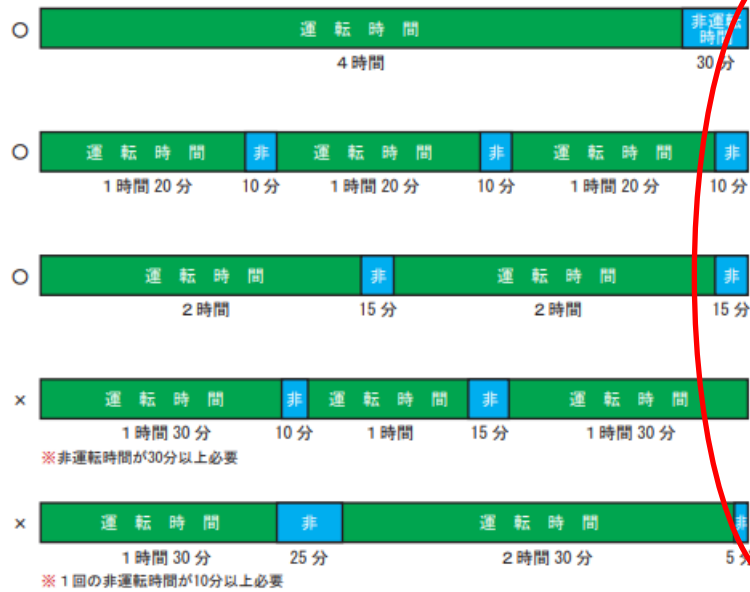 ○ 運転時間 非運転
時間
4時間 30分
○ 運転時間 非 運転時間 非 運転時間 非
1時間20分 10分 1時間20分 10分 1時間20分 10分
○ 運転時間 非 運転時間 非
2時間 15分 2時間 15分
× 運転時間 非 運転時間 非 運転時間
1時間30分 10分 1時間 15分 1時間30分
※非運転時間が30分以上必要
× 運転時間 非 運転時間 非
1時間30分 25分 2時間30分 5分
※1回の非運転時間が10分以上必要